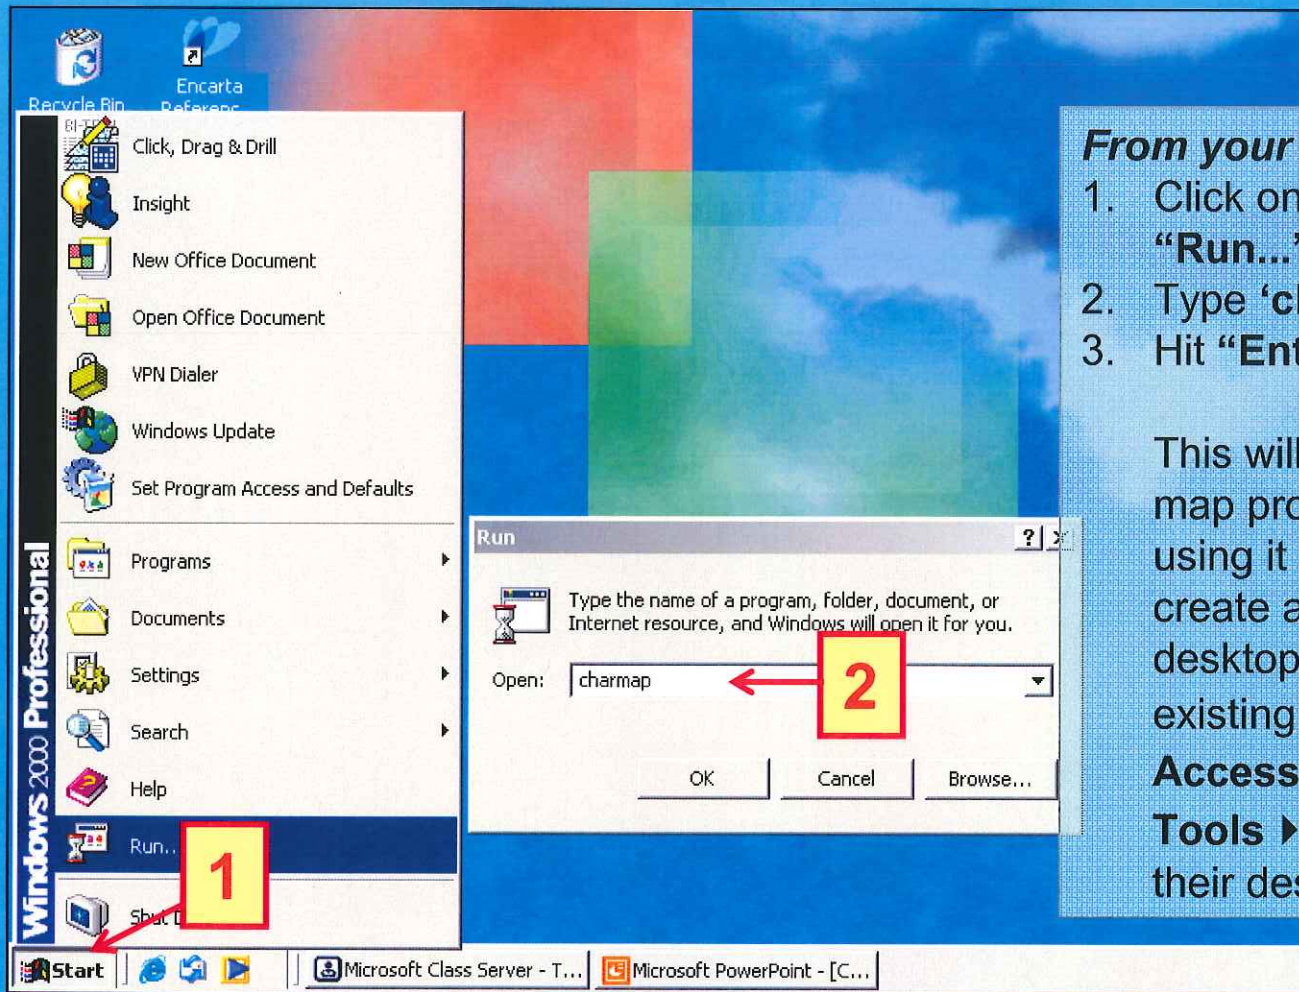 Recycle Bin
Encarta
Referenc...
Click, Drag & Drill
Insight
New Office Document
Open Office Document
VPN Dialer
Windows Update
Set Program Access and Defaults
Programs
Documents
Settings
Search
Help
Run..
Shut
Windows 2000 Professional
1
Start
Microsoft Class Server - T...
Microsoft PowerPoint - [C...
Run
Type the name of a program, folder, document, or
Internet resource, and Windows will open it for you.
Open:
charmap
2
OK
Cancel
Browse...
From your
1. Click on
“Run...”
2. Type ‘c
3. Hit “Ent
This will
map pro
using it
create a
desktop
existing
Access
Tools
their des